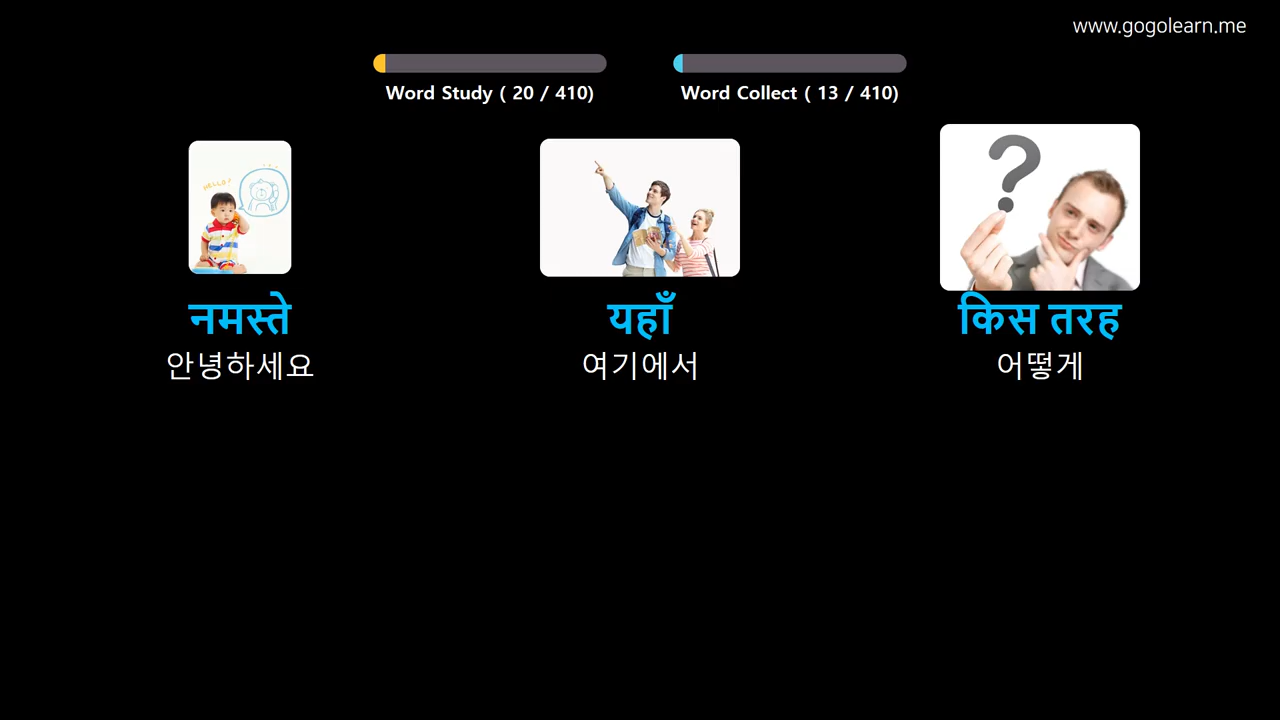 www.gogolearn.me
Word Study ( 20 / 410)
Word Collect ( 13 / 410)
HELLO!
नमस्ते
यहाँ
किस तरह
안녕하세요
여기에서
어떻게